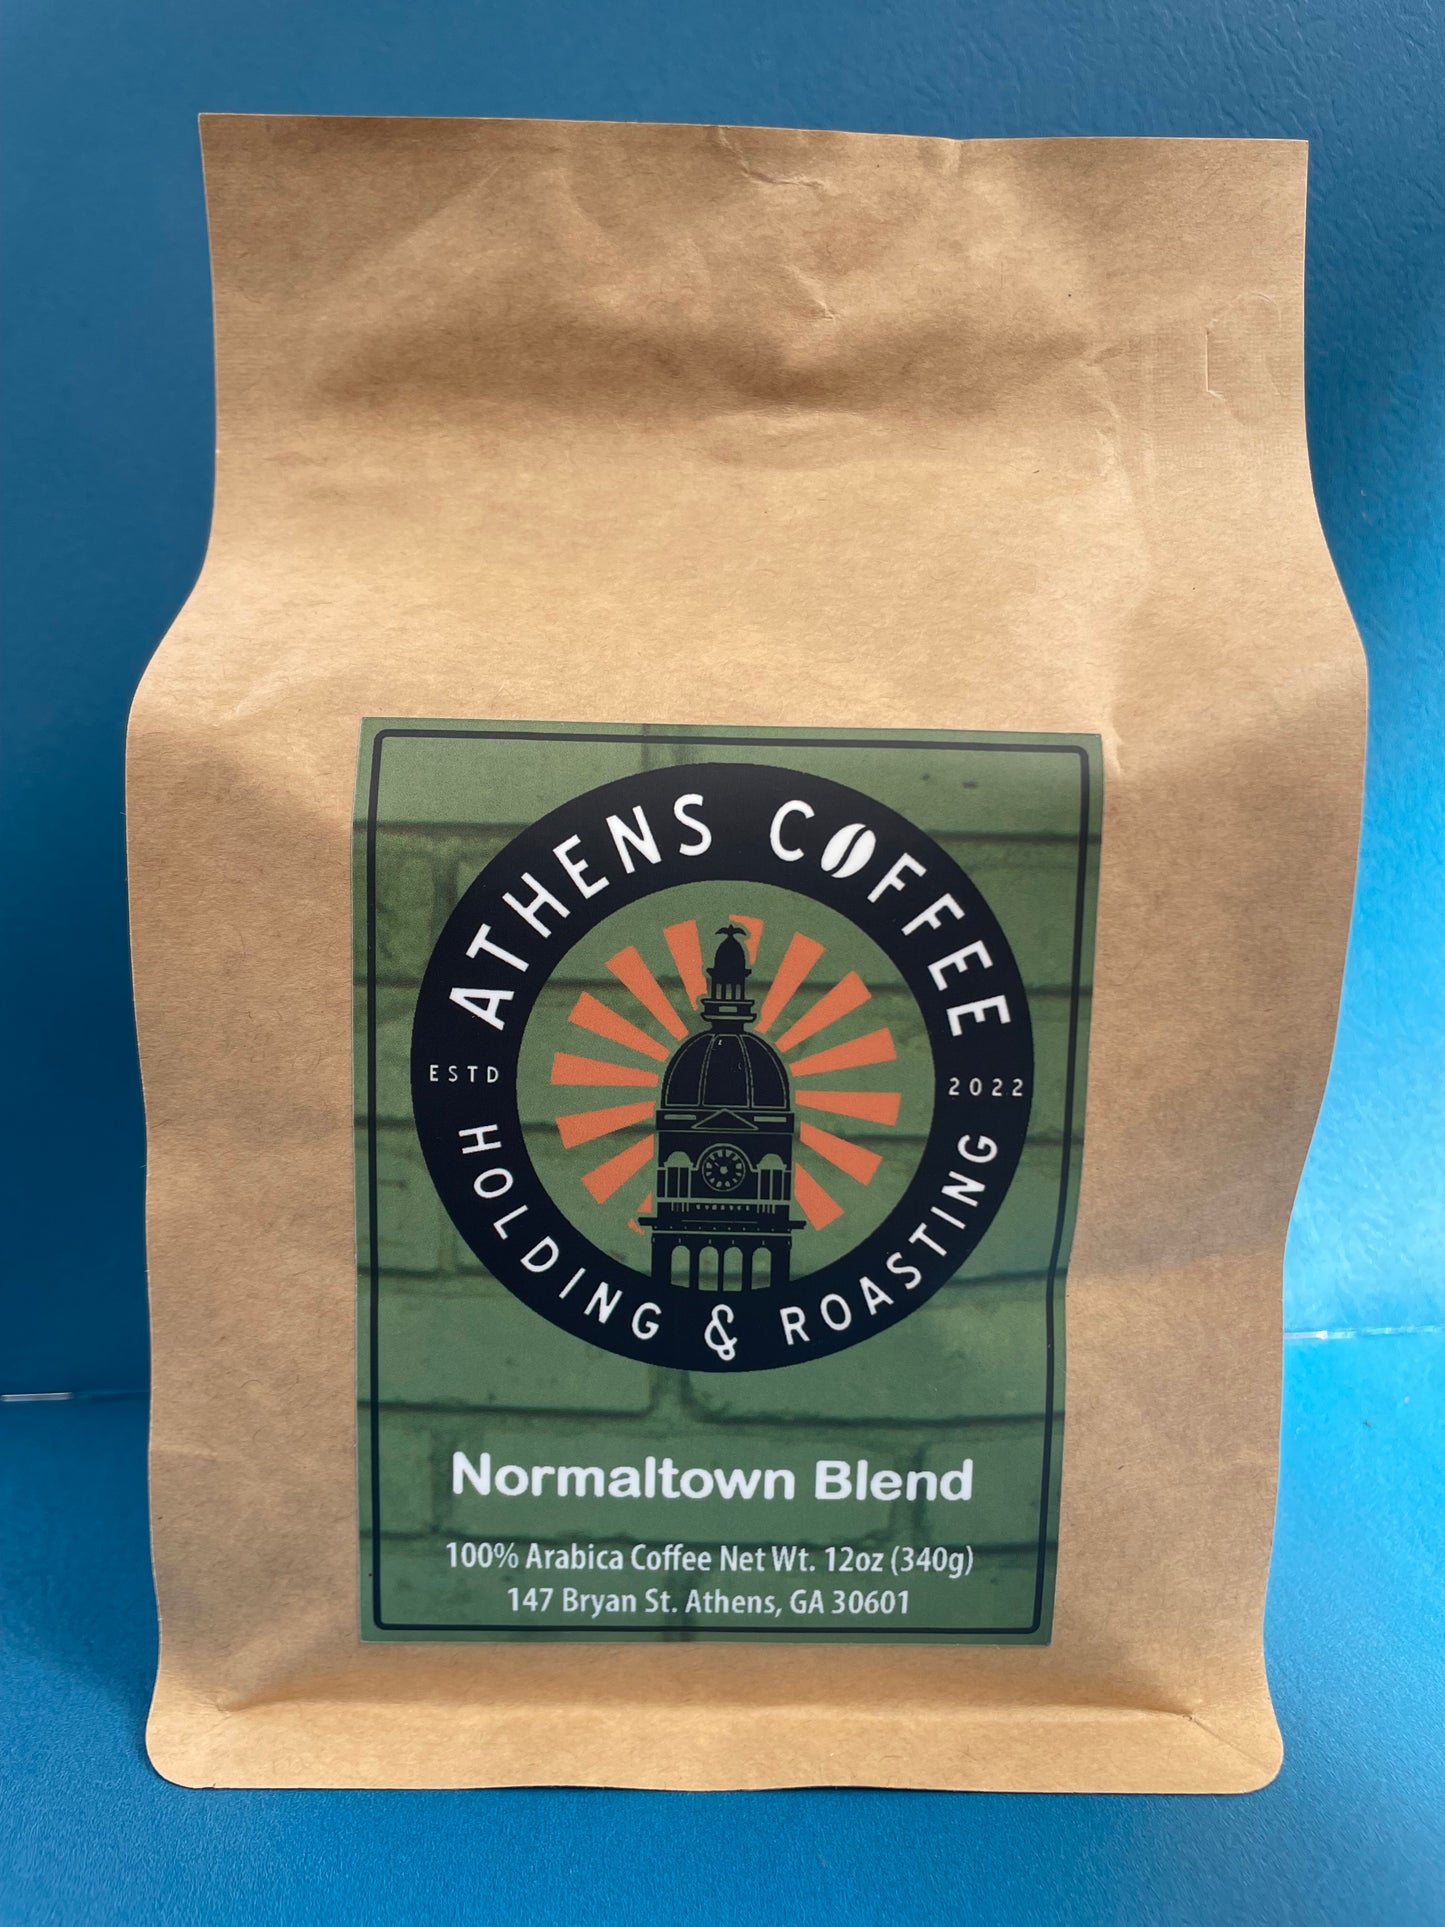 ATHENS COFFEE
ESTD 2022
HOLDING & ROASTING
Normaltown Blend
100% Arabica Coffee Net Wt. 12oz (340g)
147 Bryan St. Athens, GA 30601